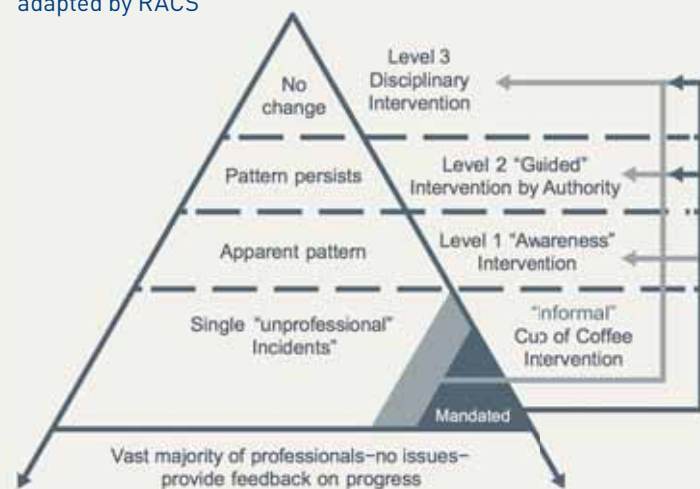 adapted by RACS
No
change
Level 3
Disciplinary
Intervention
Pattern persists
Level 2 "Guided"
Intervention by Authority
Apparent pattern
Level 1 "Awareness"
Intervention
Single "unprofessional"
Incidents"
"informal"
Cup of Coffee
Intervention
Mandated
Vast majority of professionals–no issues–
provide feedback on progress